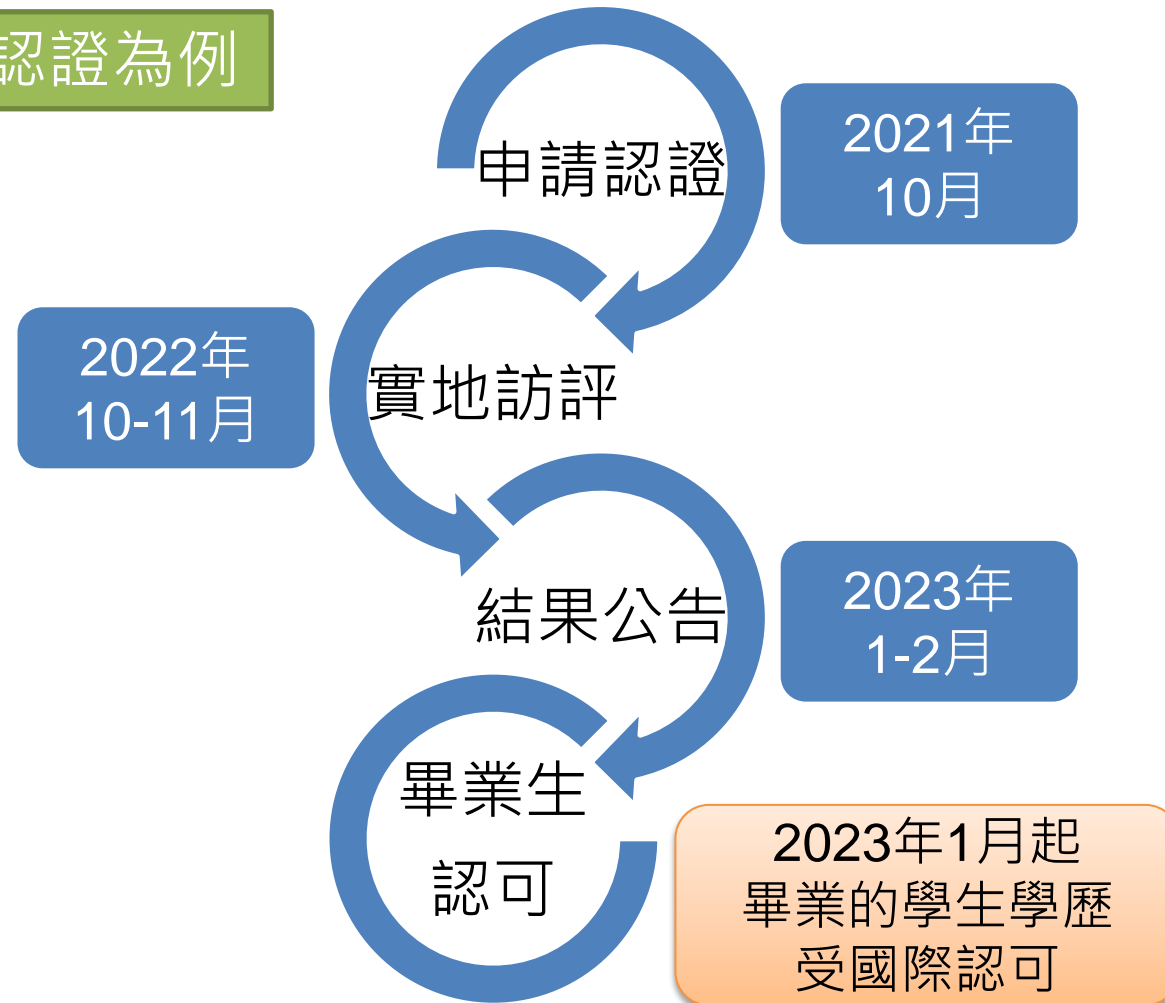 認證為例
申請認證
2021年
10月
2022年
10-11月
實地訪評
結果公告
2023年
1-2月
畢業生
認可
2023年1月起
畢業的學生學歷
受國際認可